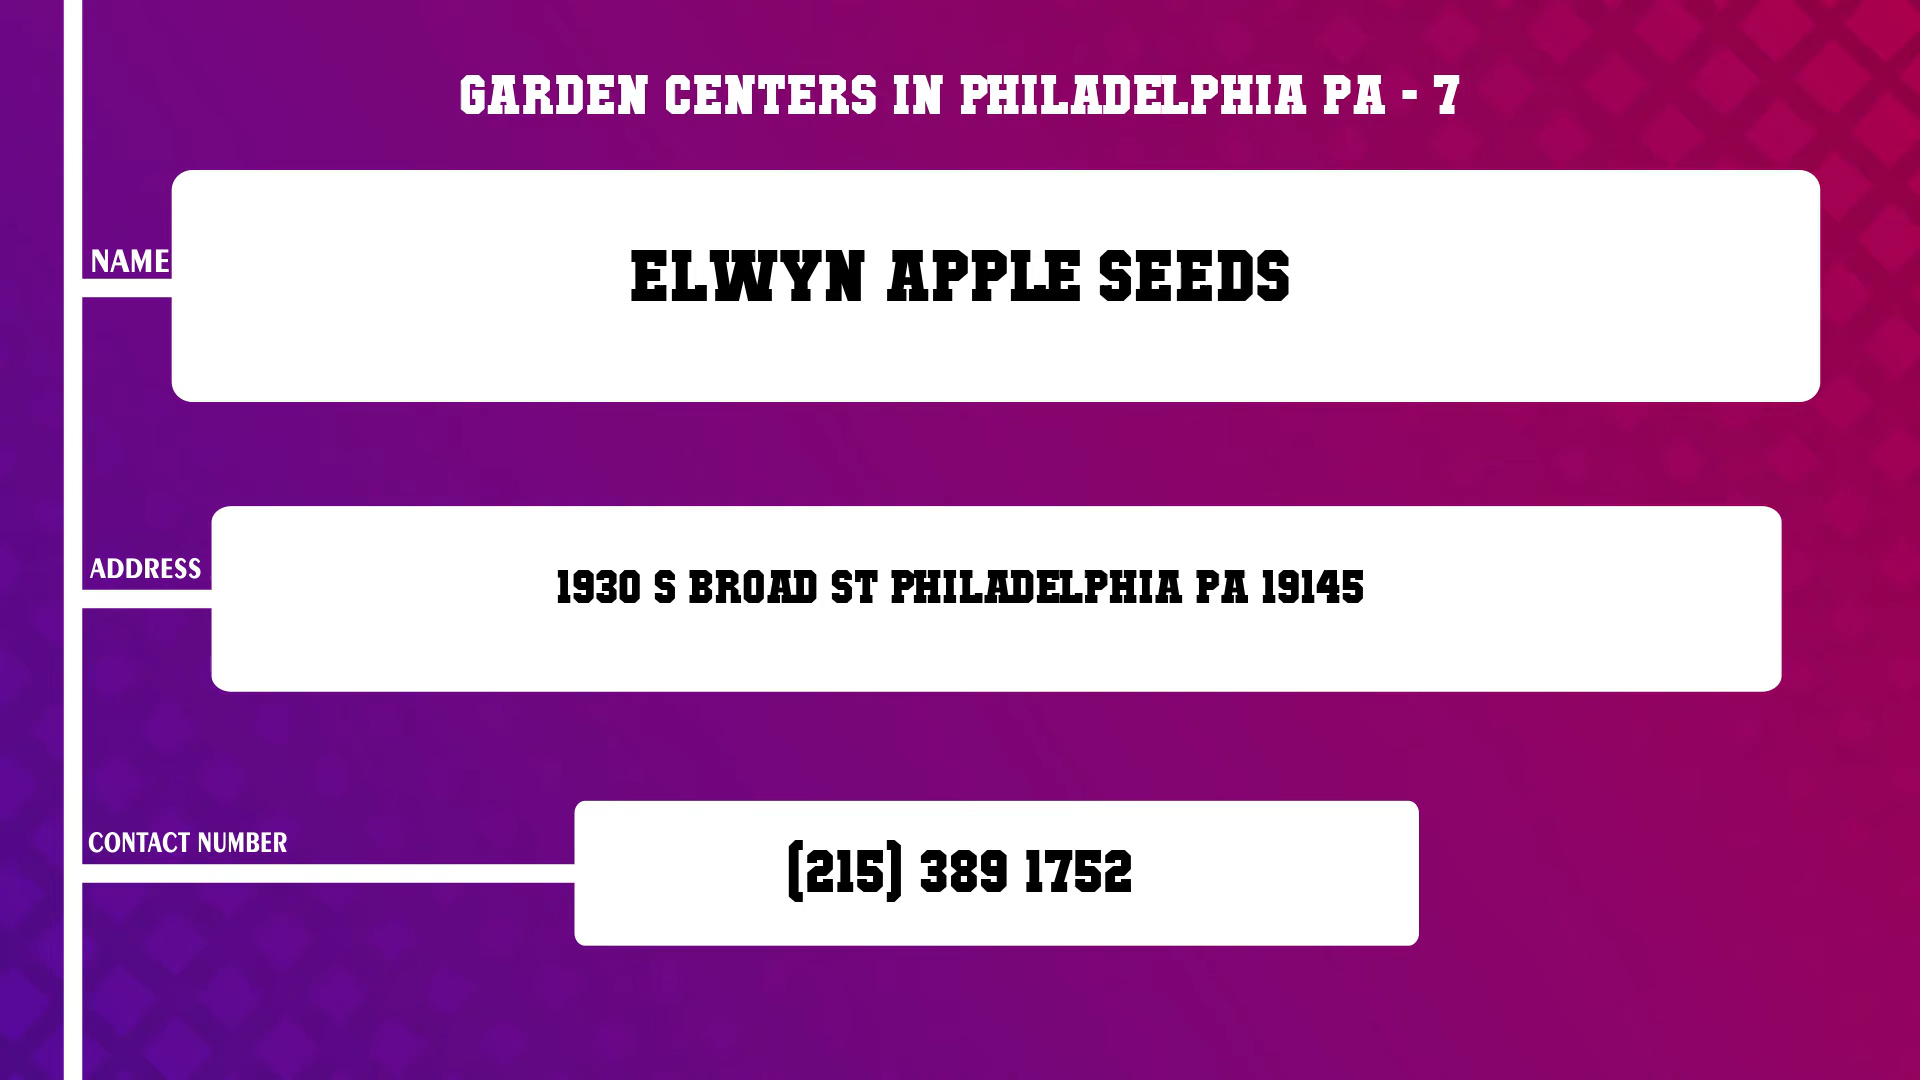 GARDEN CENTERS IN PHILADELPHIA PA - 7
NAME
ELWYN APPLE SEEDS
ADDRESS
1930 S BROAD ST PHILADELPHIA PA 19145
CONTACT NUMBER
(215) 389 1752